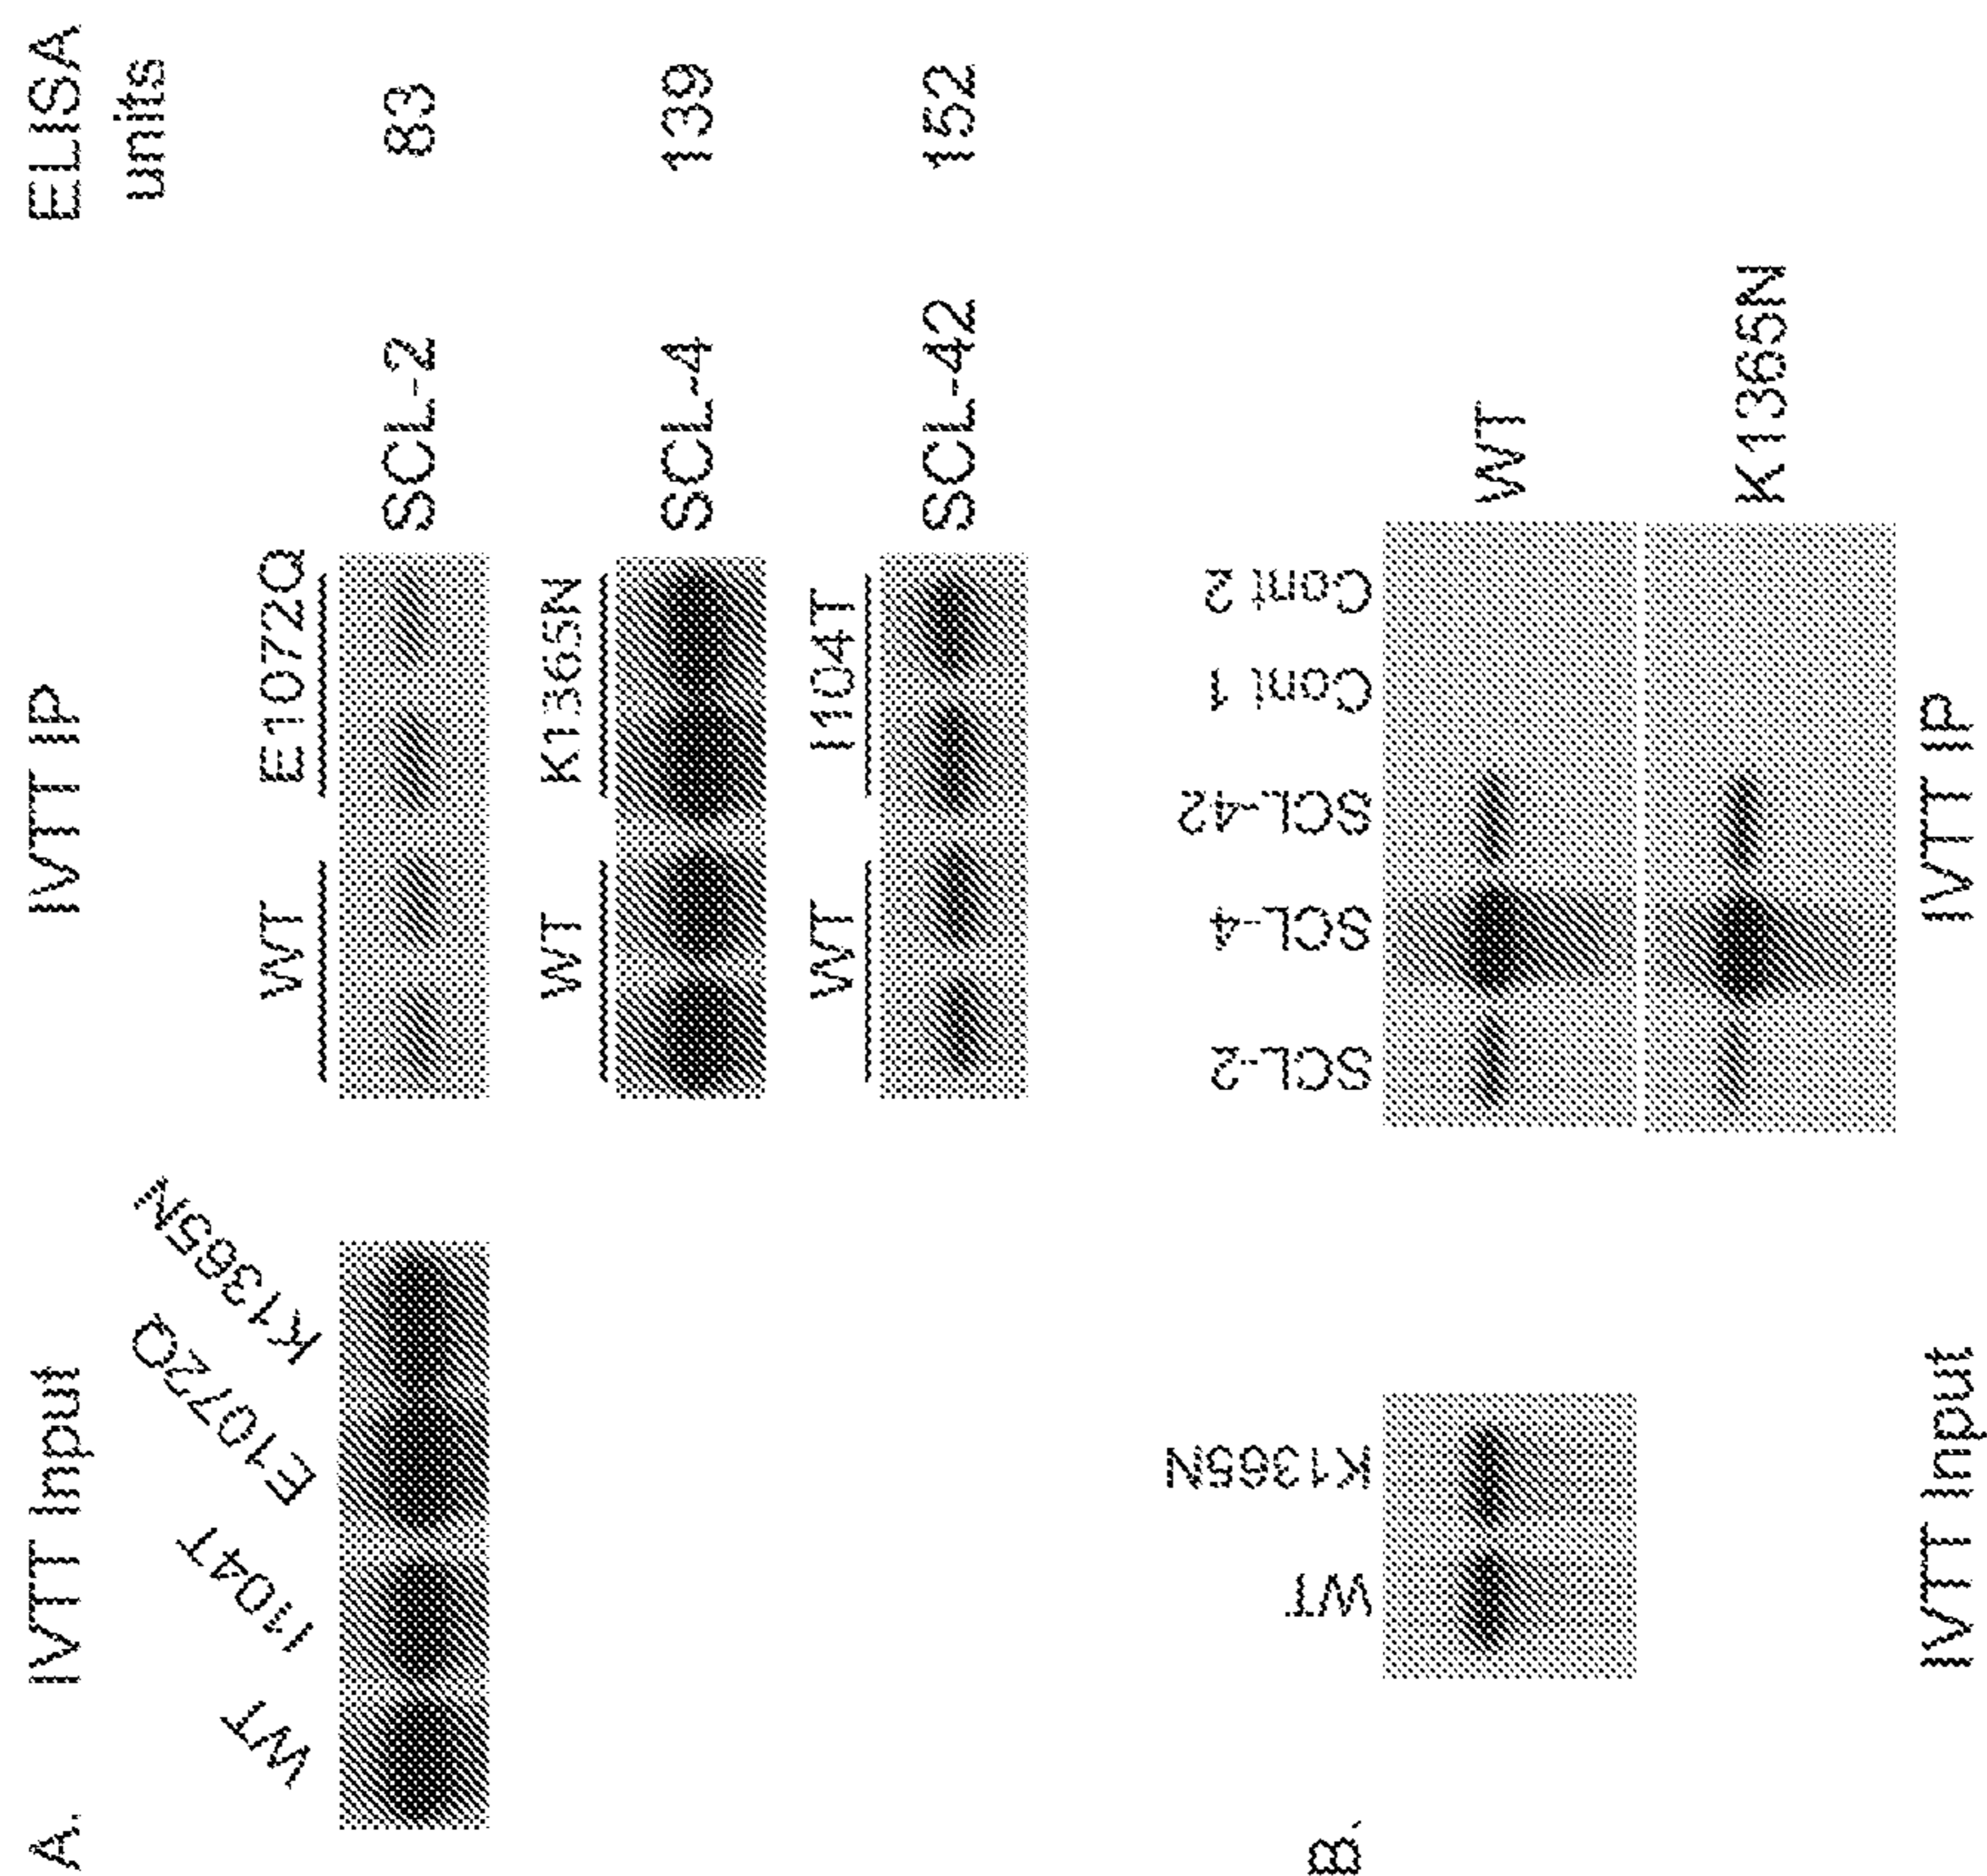 A. IVTT Input IVTT IP ELISA units
WT I104T E1072Q K1365N
WT E1072Q
SCL-2 83
WT K1365N
SCL-4 139
WT I104T
SCL-42 152
B.
WT K1365N
SCL-2 SCL-4 SCL-42 Cont 1 Cont 2
WT
K1365N
IVTT Input IVTT IP